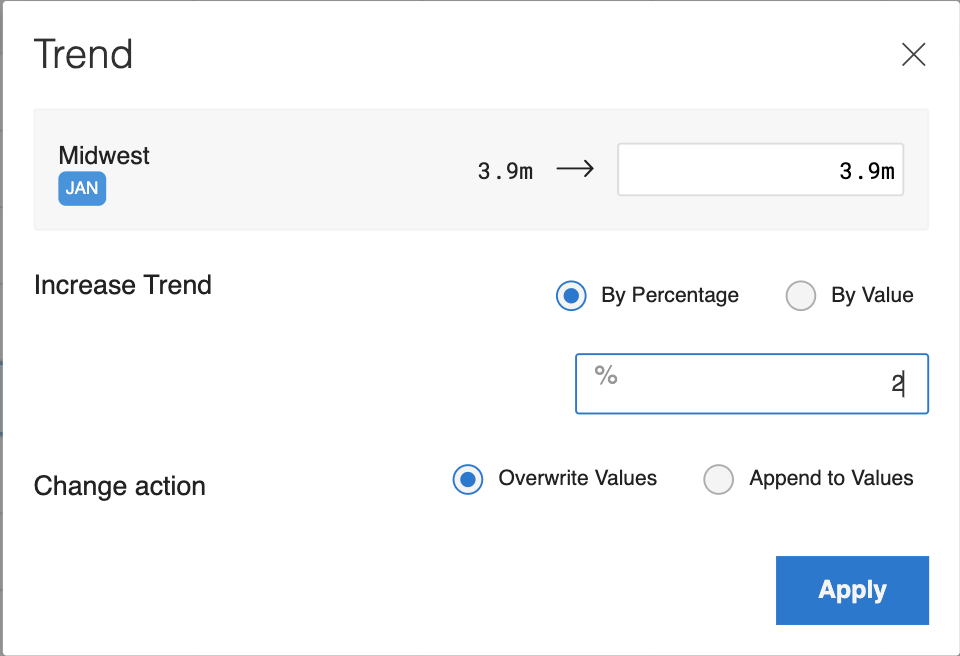 Trend
Midwest
JAN
3.9m → 3.9m
Increase Trend
By Percentage By Value
% 2
Change action
Overwrite Values Append to Values
Apply